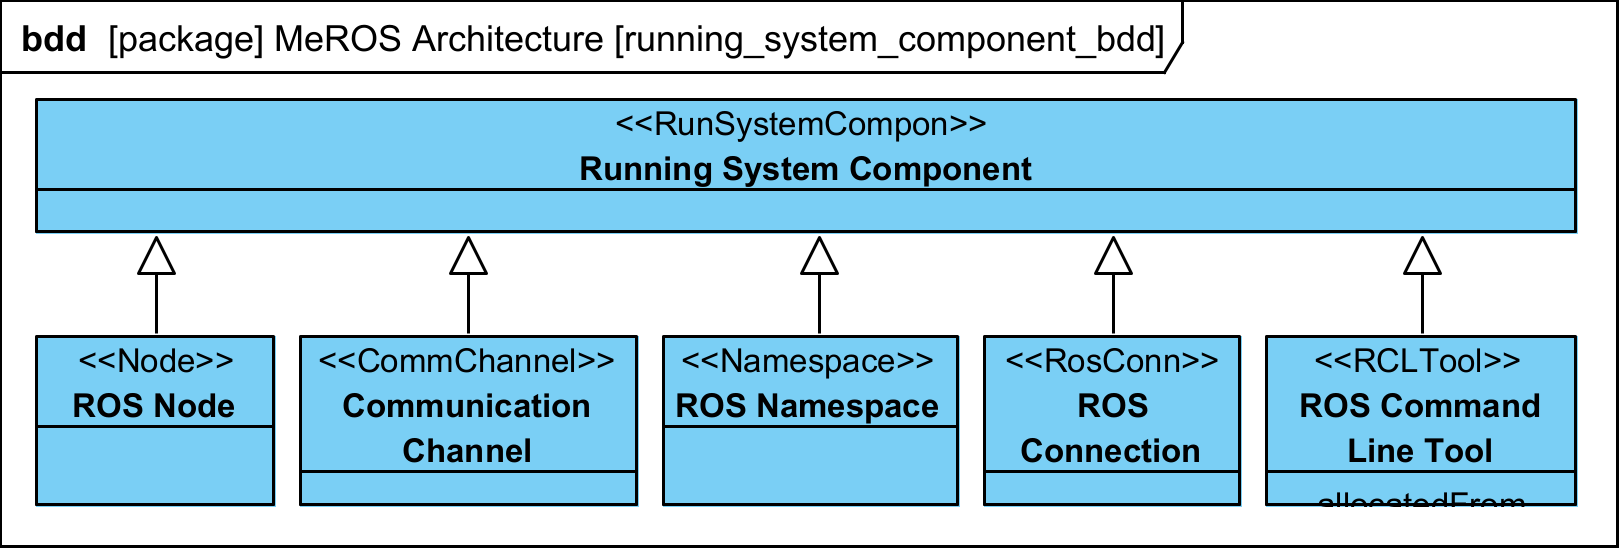 bdd [package] MeROS Architecture [running_system_component_bdd]
<<RunSystemCompon>>
Running System Component
<<Node>>
ROS Node
<<CommChannel>>
Communication
Channel
<<Namespace>>
ROS Namespace
<<RosConn>>
ROS
Connection
<<RCLTool>>
ROS Command
Line Tool
allocatedFrom